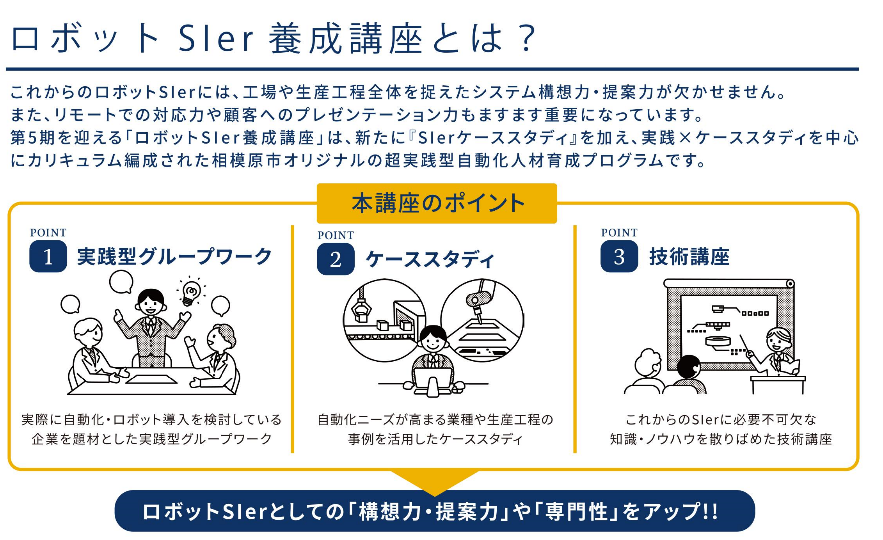 ロボット SIer 養成講座とは？
これからのロボットSIerには、工場や生産工程全体を捉えたシステム構想力・提案力が欠かせません。
また、リモートでの対応力や顧客へのプレゼンテーション力もますます重要になっています。
第5期を迎える「ロボットSIer養成講座」は、新たに『SIerケーススタディ』を加え、実践×ケーススタディを中心
にカリキュラム編成された相模原市オリジナルの超実践型自動化人材育成プログラムです。
本講座のポイント
POINT
1 実践型グループワーク
実際に自動化・ロボット導入を検討している
企業を題材とした実践型グループワーク
POINT
2 ケーススタディ
自動化ニーズが高まる業種や生産工程の
事例を活用したケーススタディ
POINT
3 技術講座
これからのSIerに必要不可欠な
知識・ノウハウを散りばめた技術講座
ロボットSIerとしての「構想力・提案力」や「専門性」をアップ!!